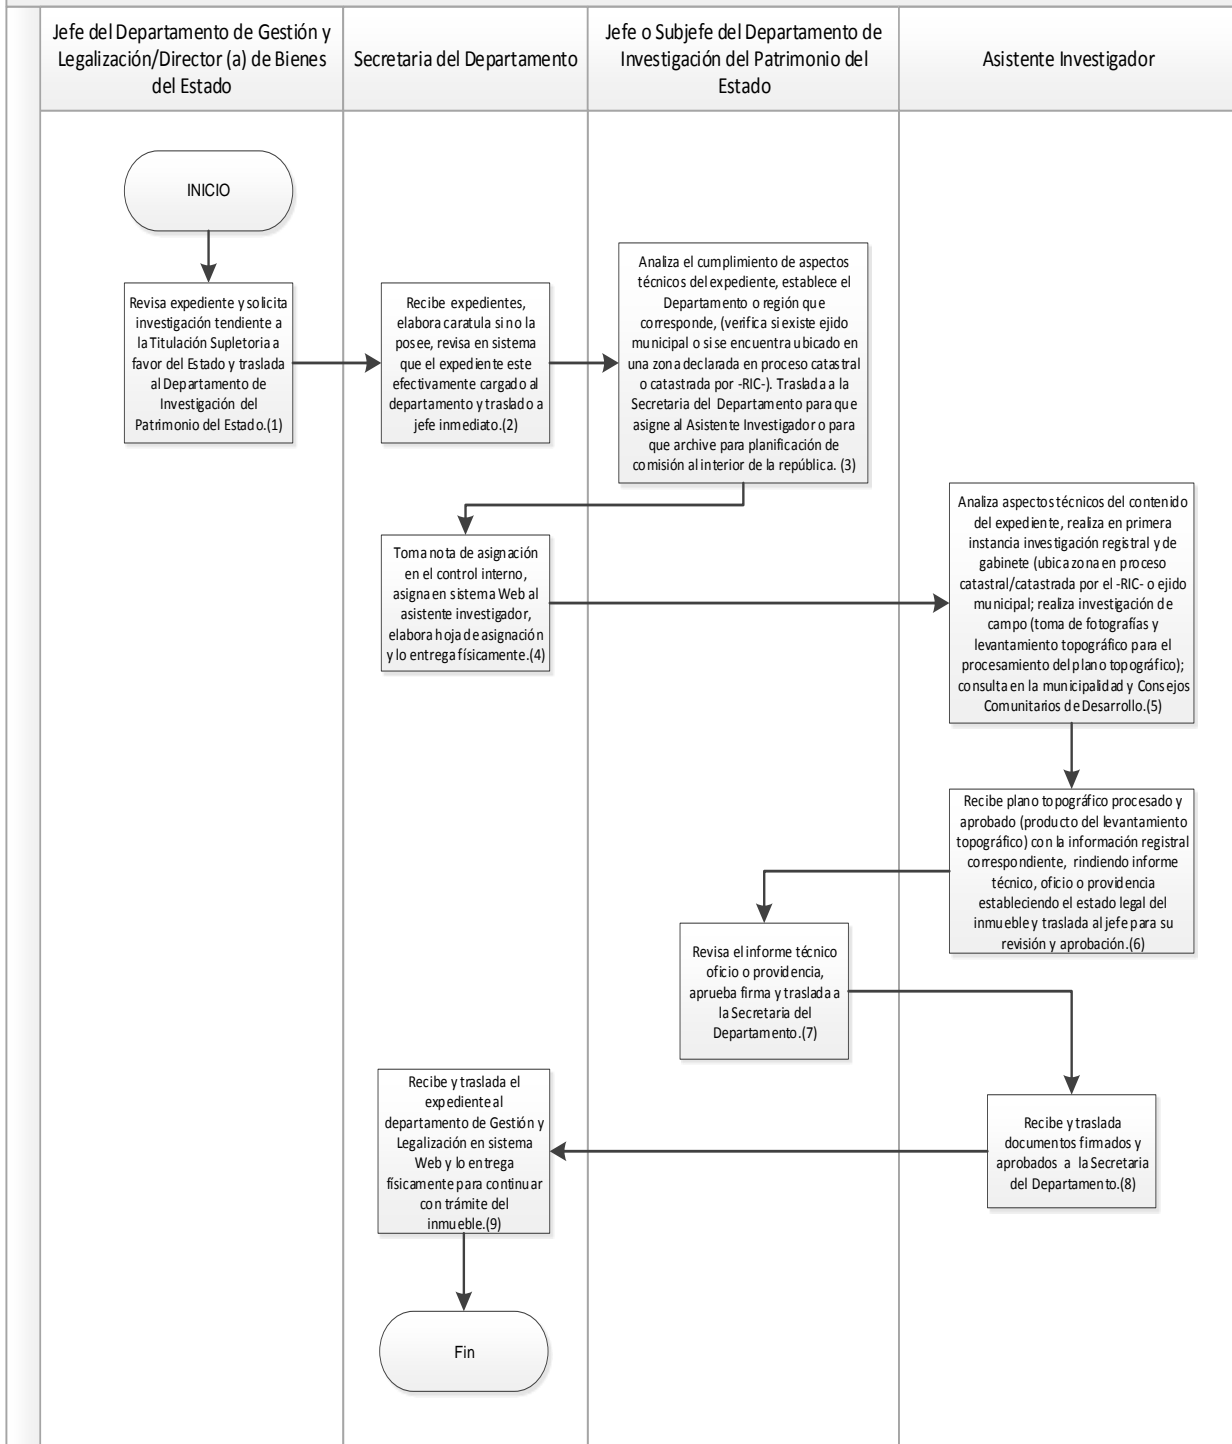 Jefe del Departamento de Gestión y
Legalización/Director (a) de Bienes
del Estado
Secretaria del Departamento
Jefe o Subjefe del Departamento de
Investigación del Patrimonio del
Estado
Asistente Investigador
INICIO
Revisa expediente y solicita
investigación tendiente a
la Titulación Supletoria a
favor del Estado y traslada
al Departamento de
Investigación del
Patrimonio del Estado.(1)
Recibe expedientes,
elabora caratula si no la
posee, revisa en sistema
que el expediente este
efectivamente cargado al
departamento y traslado a
jefe inmediato.(2)
Analiza el cumplimiento de aspectos
técnicos del expediente, establece el
Departamento o región que
corresponde, (verifica si existe ejido
municipal o si se encuentra ubicado en
una zona declarada en proceso catastral
o catastrada por -RIC-). Traslada a la
Secretaria del Departamento para que
asigne al Asistente Investigador o para
que archive para planificación de
comisión al interior de la república. (3)
Toma nota de asignación
en el control interno,
asigna en sistema Web al
asistente investigador,
elabora hoja de asignación
y lo entrega físicamente.(4)
Analiza aspectos técnicos del contenido
del expediente, realiza en primera
instancia investigación registral y de
gabinete (ubica zona en proceso
catastral/catastrada por el -RIC- o ejido
municipal; realiza investigación de
campo (toma de fotografías y
levantamiento topográfico para el
procesamiento del plano topográfico);
consulta en la municipalidad y Consejos
Comunitarios de Desarrollo.(5)
Recibe plano topográfico procesado y
aprobado (producto del levantamiento
topográfico) con la información registral
correspondiente, rindiendo informe
técnico, oficio o providencia
estableciendo el estado legal del
inmueble y traslada al jefe para su
revisión y aprobación.(6)
Revisa el informe técnico
oficio o providencia,
aprueba firma y traslada a
la Secretaria del
Departamento.(7)
Recibe y traslada
documentos firmados y
aprobados a la Secretaria
del Departamento.(8)
Recibe y traslada el
expediente al
departamento de Gestión y
Legalización en sistema
Web y lo entrega
físicamente para continuar
con trámite del
inmueble.(9)
Fin